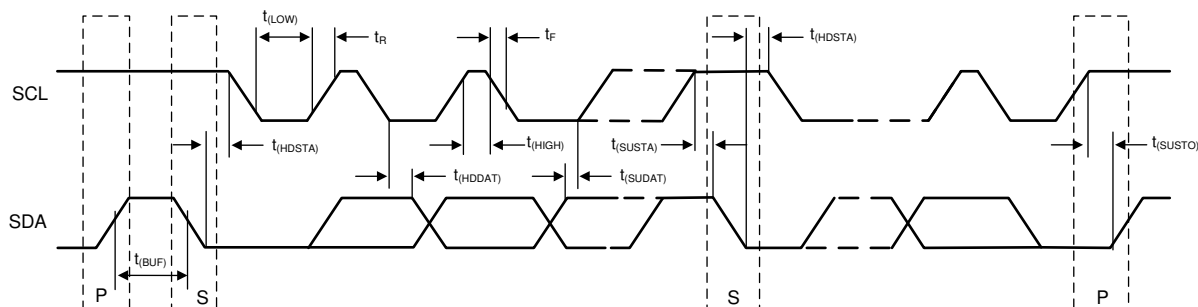 t(LOW)
tR
tF
t(HDSTA)
SCL
t(HDSTA)
t(HIGH)
t(SUSTA)
t(SUSTO)
t(HDDAT)
t(SUDAT)
SDA
t(BUF)
P
S
S
P